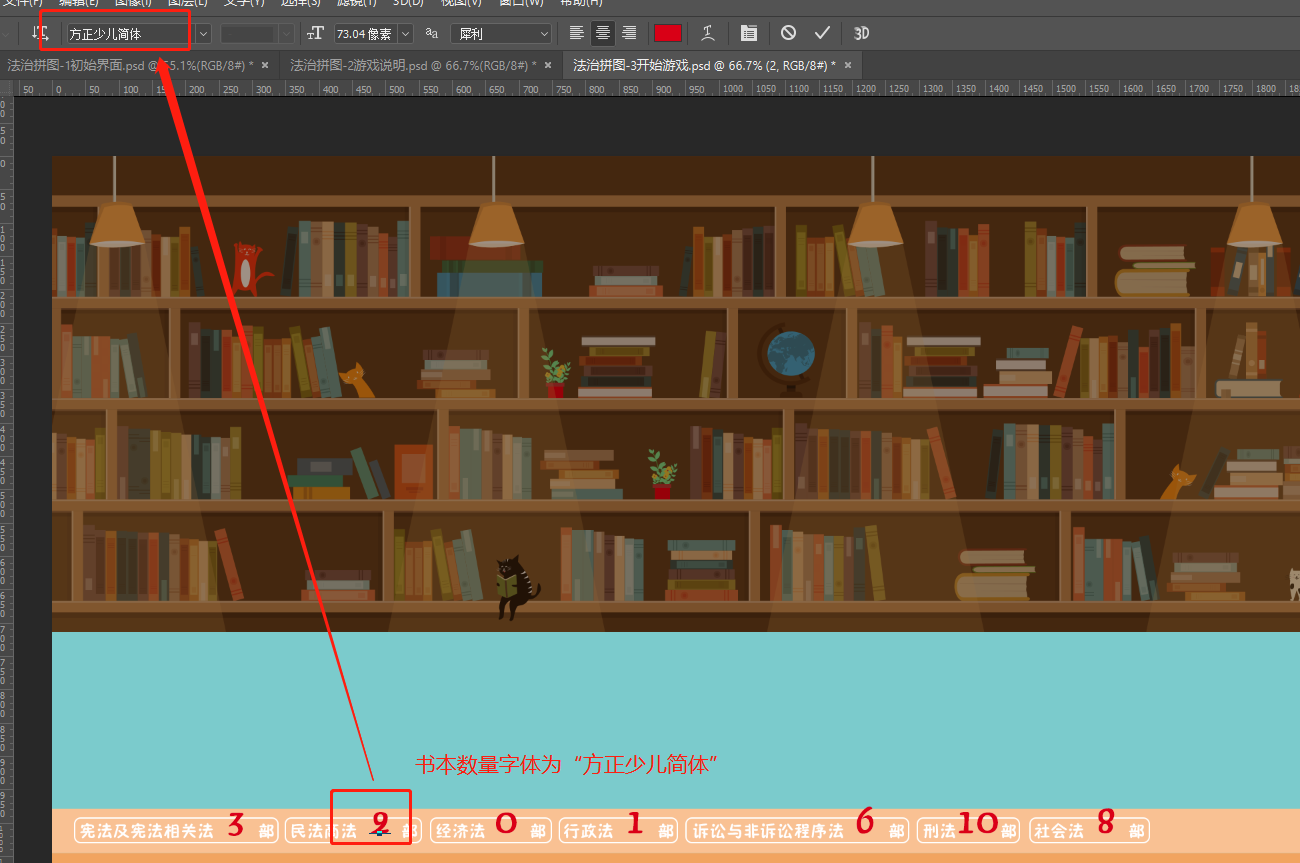 文件(F) 编辑(E) 图像(I) 图层(L) 文字(Y) 选择(S) 滤镜(T) 3D(D) 视图(V) 窗口(W) 帮助(H)
方正少儿简体 73.04 像素 aa 犀利 3D
法治拼图-1初始界面.psd @ 5.1%(RGB/8#) * × 法治拼图-2游戏说明.psd @ 66.7%(RGB/8#) * × 法治拼图-3开始游戏.psd @ 66.7% (2, RGB/8#) * ×
50 0 50 100 150 200 250 300 350 400 450 500 550 600 650 700 750 800 850 900 950 1000 1050 1100 1150 1200 1250 1300 1350 1400 1450 1500 1550 1600 1650 1700 1750 1800
书本数量字体为“方正少儿简体”
宪法及宪法相关法 3 部 民法商法 2 部 经济法 0 部 行政法 1 部 诉讼与非诉讼程序法 6 部 刑法 10 部 社会法 8 部